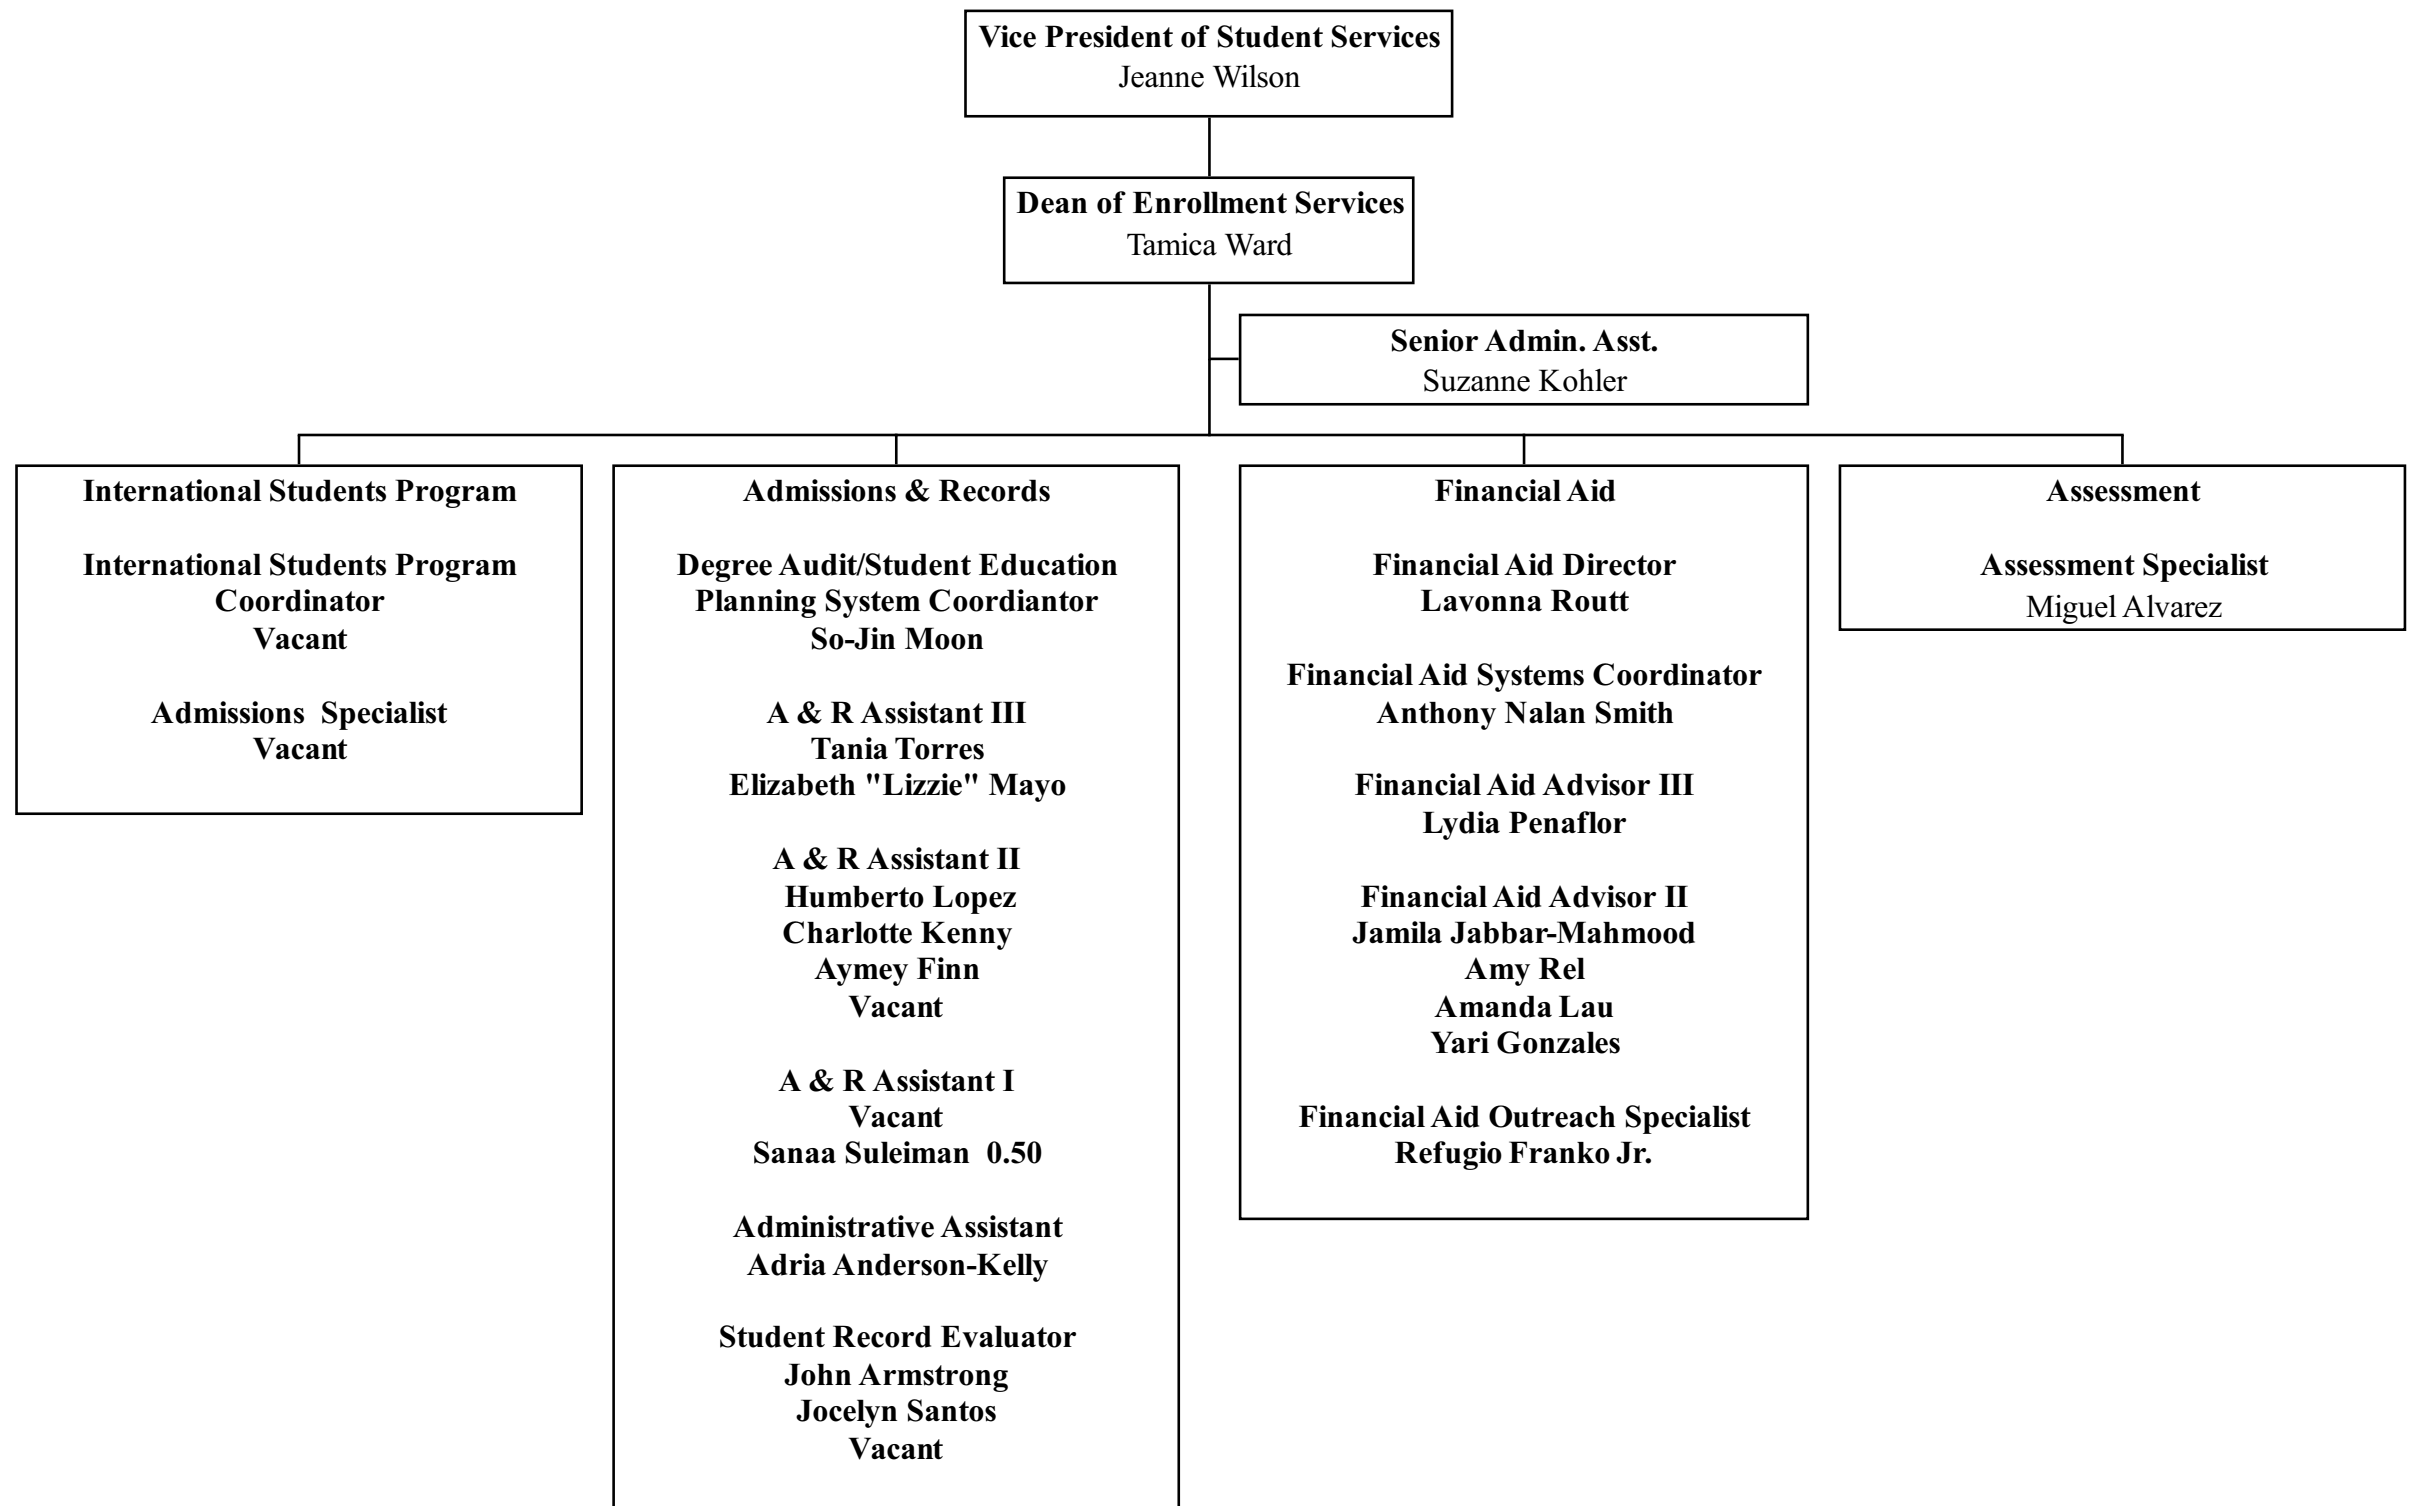 Vice President of Student Services
Jeanne Wilson
Dean of Enrollment Services
Tamica Ward
Senior Admin. Asst.
Suzanne Kohler
International Students Program
International Students Program
Coordinator
Vacant
Admissions  Specialist
Vacant
Admissions & Records
Degree Audit/Student Education
Planning System Coordiantor
So-Jin Moon
A & R Assistant III
Tania Torres
Elizabeth "Lizzie" Mayo
A & R Assistant II
Humberto Lopez
Charlotte Kenny
Aymey Finn
Vacant
A & R Assistant I
Vacant
Sanaa Suleiman  0.50
Administrative Assistant
Adria Anderson-Kelly
Student Record Evaluator
John Armstrong
Jocelyn Santos
Vacant
Financial Aid
Financial Aid Director
Lavonna Routt
Financial Aid Systems Coordinator
Anthony Nalan Smith
Financial Aid Advisor III
Lydia Penaflor
Financial Aid Advisor II
Jamila Jabbar-Mahmood
Amy Rel
Amanda Lau
Yari Gonzales
Financial Aid Outreach Specialist
Refugio Franko Jr.
Assessment
Assessment Specialist
Miguel Alvarez